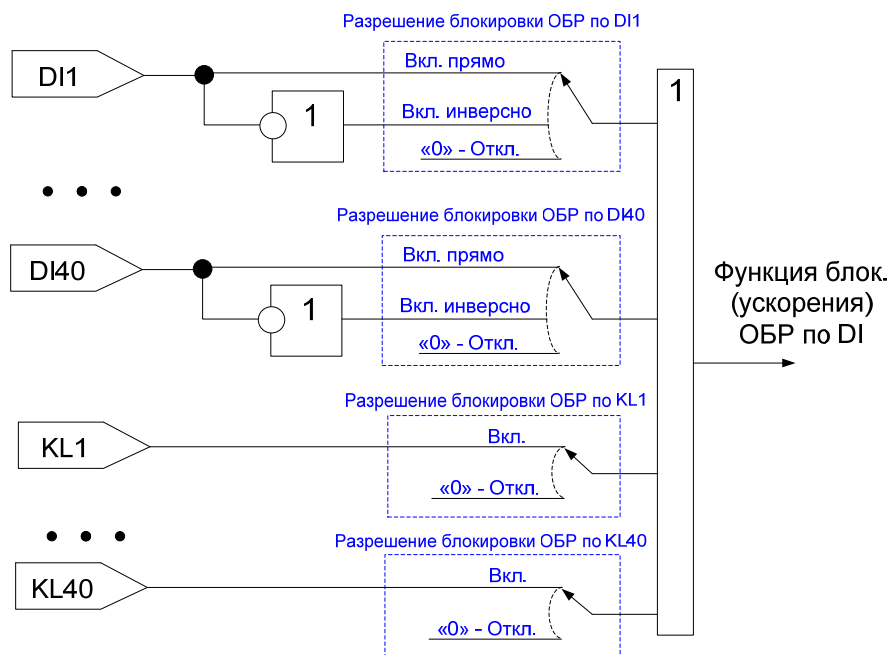 Разрешение блокировки ОБР по DI1
DI1
Вкл. прямо
1
1
Вкл. инверсно
«0» - Откл.
Разрешение блокировки ОБР по DI40
DI40
Вкл. прямо
1
Вкл. инверсно
«0» - Откл.
Функция блок.
(ускорения)
ОБР по DI
Разрешение блокировки ОБР по KL1
KL1
Вкл.
«0» - Откл.
Разрешение блокировки ОБР по KL40
KL40
Вкл.
«0» - Откл.